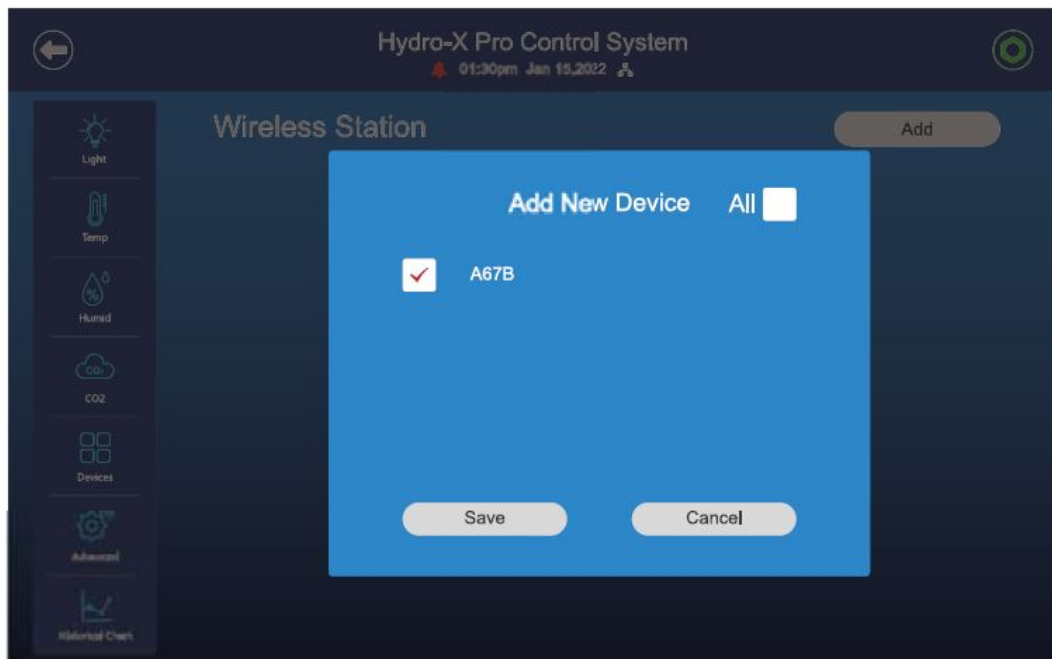 Hydro-X Pro Control System
01:30pm Jan 15,2022
Wireless Station
Add
Light
Temp
%
Humid
CO₂
CO2
Devices
Advanced
Historical Chart
Add New Device All
A67B
Save Cancel